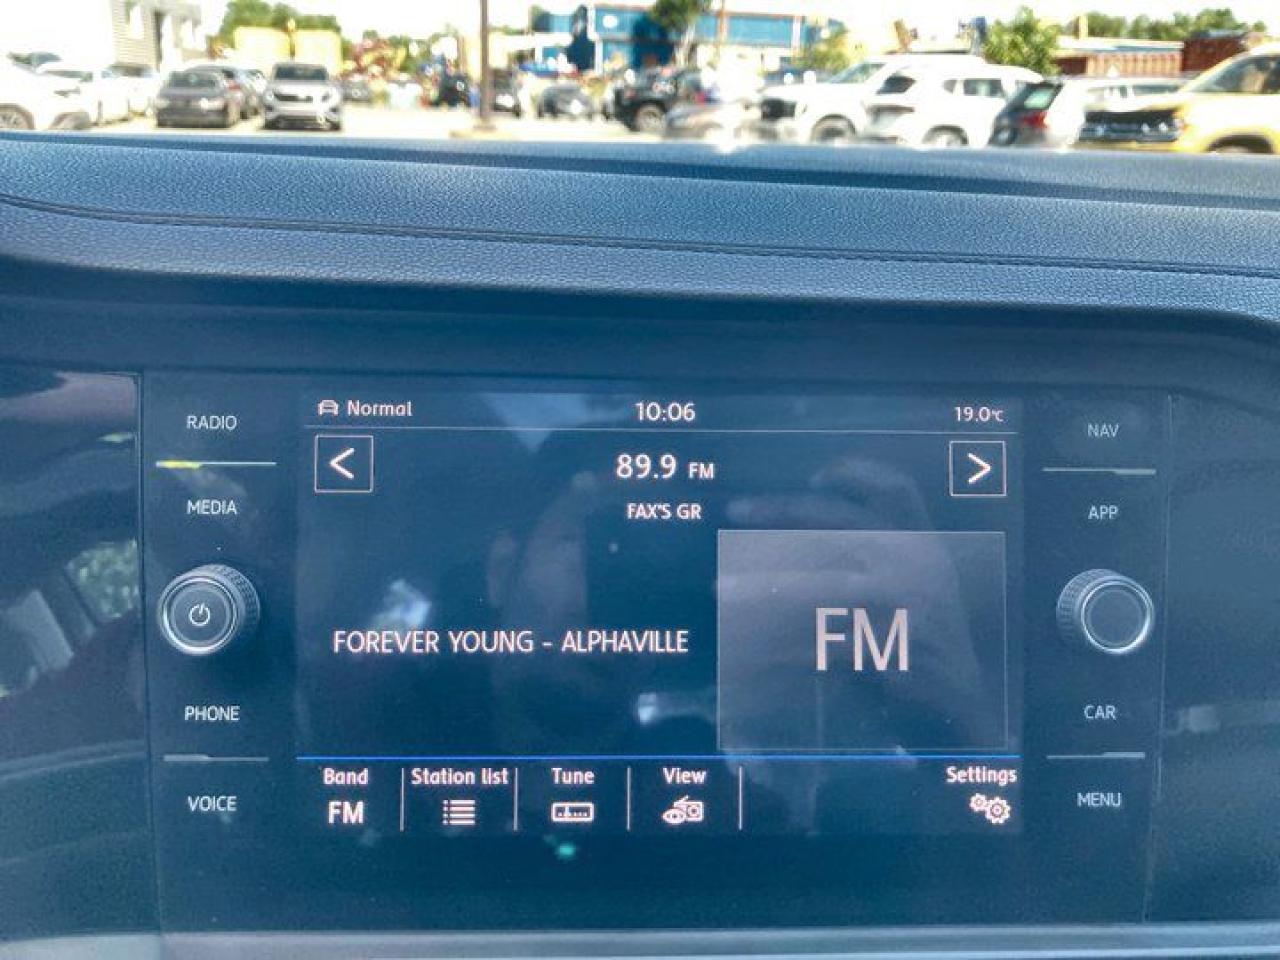 RADIO
MEDIA
PHONE
VOICE
Normal
10:06
19.0°C
<
89.9 FM
>
FAX'S GR
FOREVER YOUNG - ALPHAVILLE
FM
Band
FM
Station list
Tune
View
Settings
NAV
APP
CAR
MENU